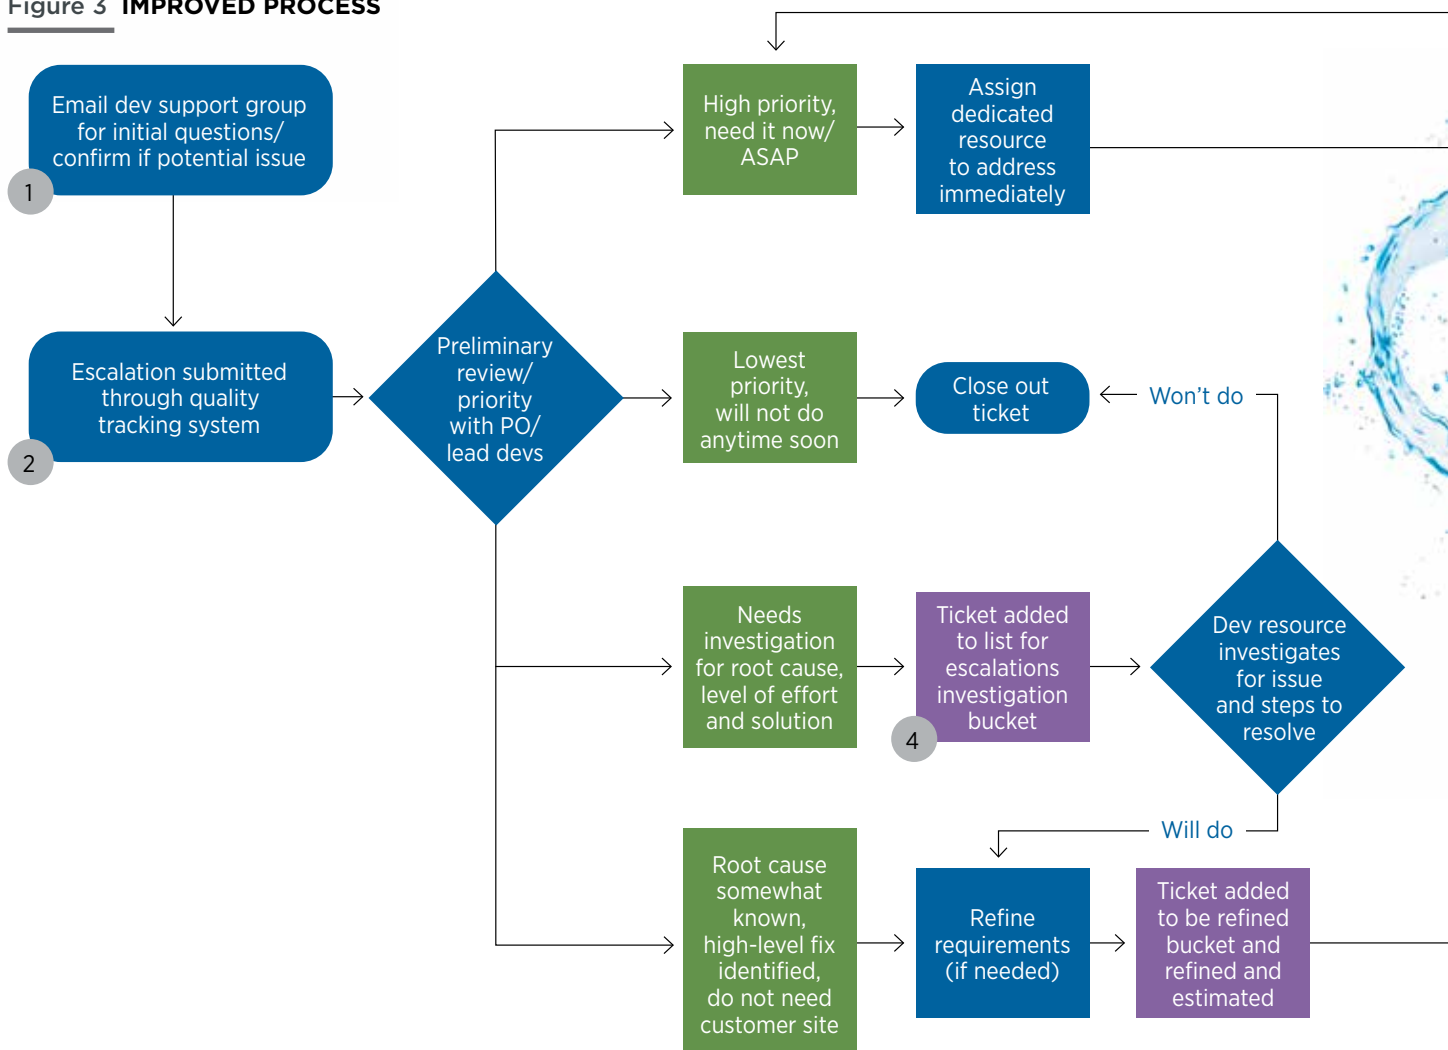 Figure 3 IMPROVED PROCESS
Email dev support group
for initial questions/
confirm if potential issue
1
Escalation submitted
through quality
tracking system
2
Preliminary
review/
priority
with PO/
lead devs
High priority,
need it now/
ASAP
Assign
dedicated
resource
to address
immediately
Lowest
priority,
will not do
anytime soon
Close out
ticket
Won't do
Needs
investigation
for root cause,
level of effort
and solution
Ticket added
to list for
escalations
investigation
bucket
4
Dev resource
investigates
for issue
and steps to
resolve
Will do
Root cause
somewhat
known,
high-level fix
identified,
do not need
customer site
Refine
requirements
(if needed)
Ticket added
to be refined
bucket and
refined and
estimated